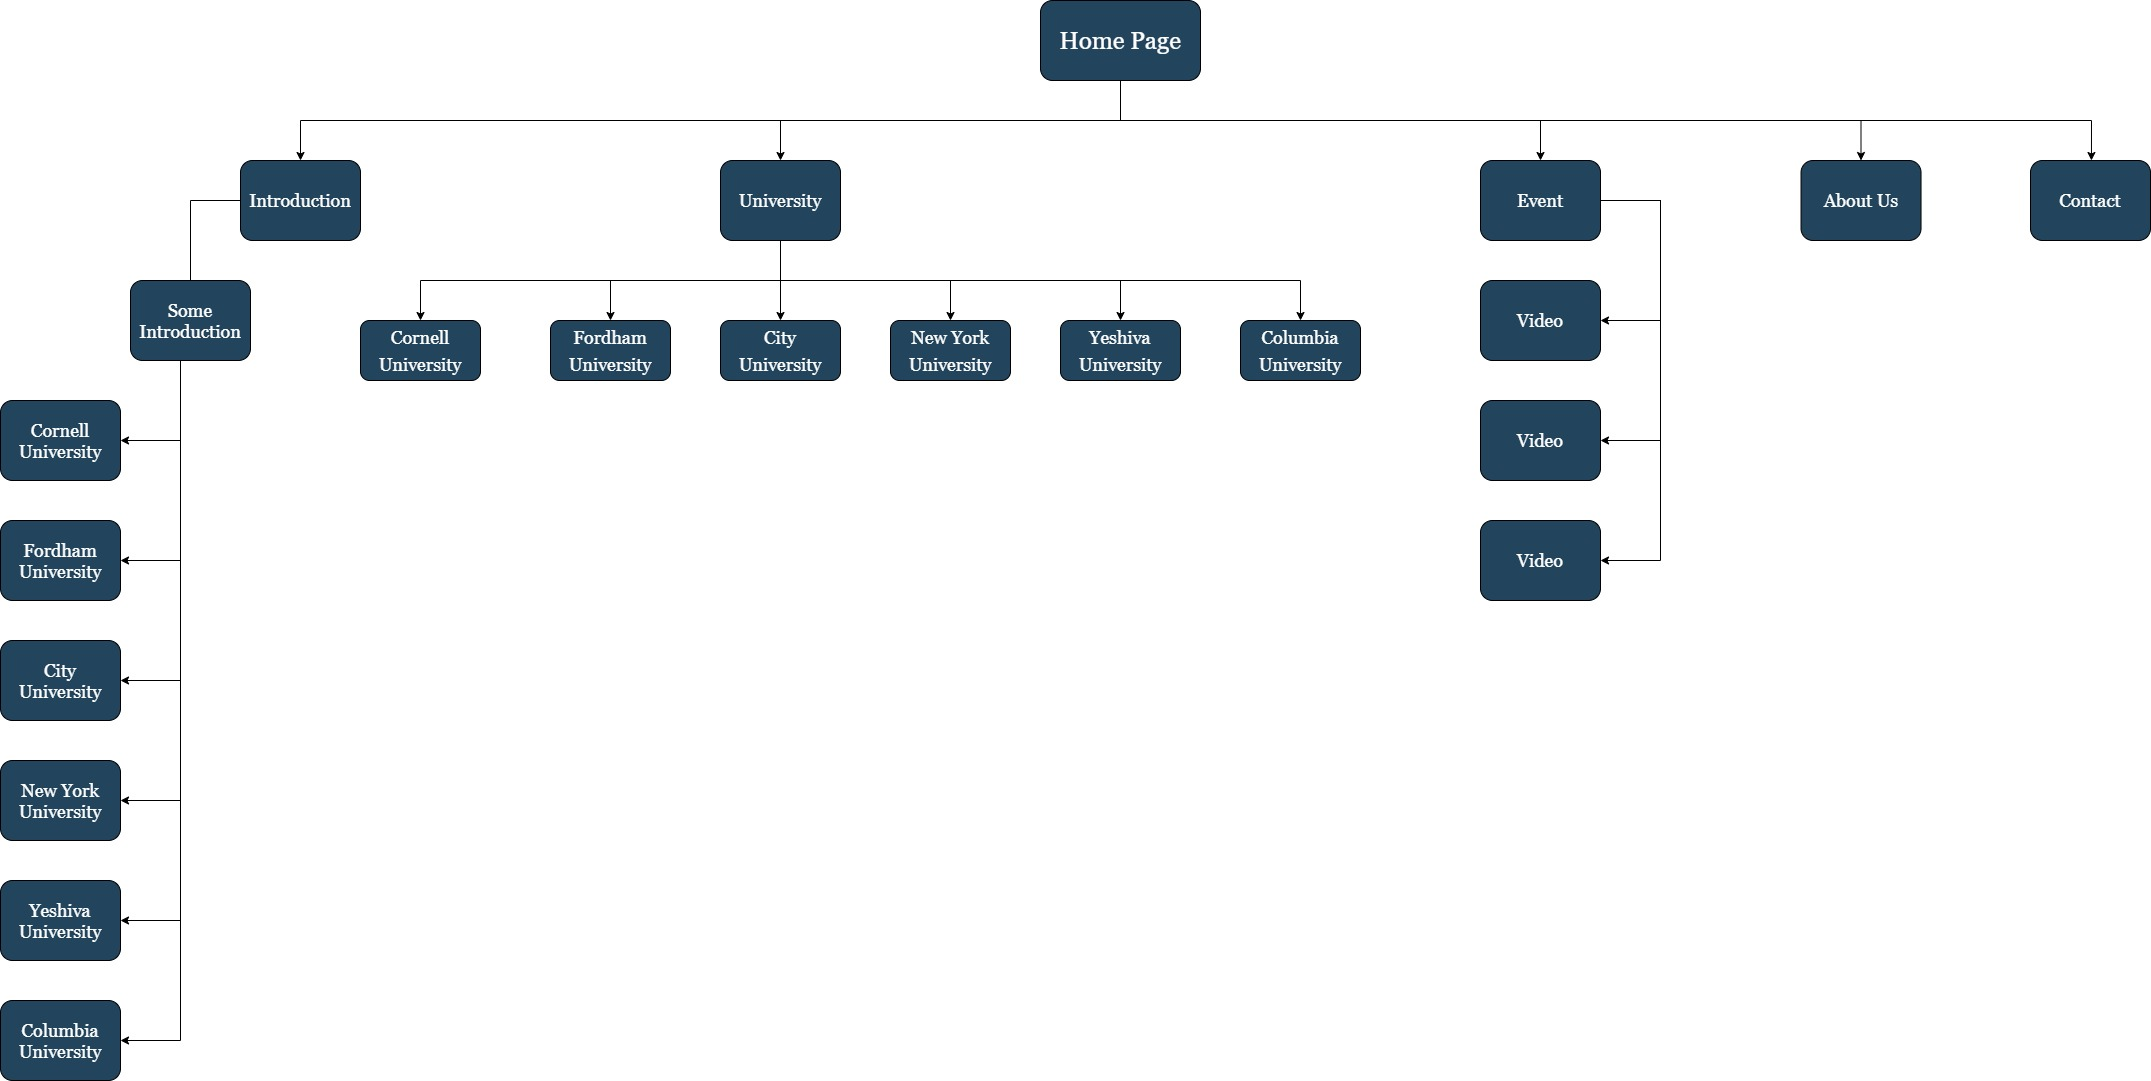 Home Page
Introduction
University
Event
About Us
Contact
Some
Introduction
Cornell
University
Fordham
University
City
University
New York
University
Yeshiva
University
Columbia
University
Cornell
University
Fordham
University
City
University
New York
University
Yeshiva
University
Columbia
University
Video
Video
Video